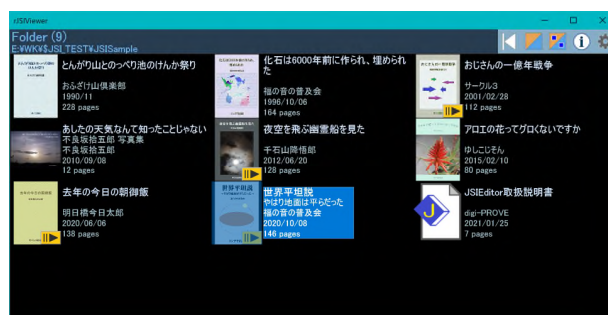 rJSIViewer
Folder (9)
E:¥WK¥$JSI_TEST¥JSISample
とんがり山とのっペり池のけんか祭り
おふざけ山倶楽部
1990/11
228 pages
化石は6000年前に作られ、埋められた
福の音の普及会
1996/10/06
164 pages
おじさんの一億年戦争
サークル3
2001/02/28
112 pages
あしたの天気なんて知ったことじゃない
不良坂拾五郎 写真集
不良坂拾五郎
2010/09/08
12 pages
夜空を飛ぶ幽霊船を見た
千石山降悟郎
2012/06/20
128 pages
アロエの花ってグロくないですか
ゆしこじそん
2015/02/10
80 pages
去年の今日の朝御飯
明日橋今日太郎
2020/06/06
138 pages
世界平坦説
世界平坦説
やはり地面は平らだった
福の音の普及会
2020/10/08
146 pages
J
JSIEditor取扱説明書
digi-PROVE
2021/01/25
7 pages